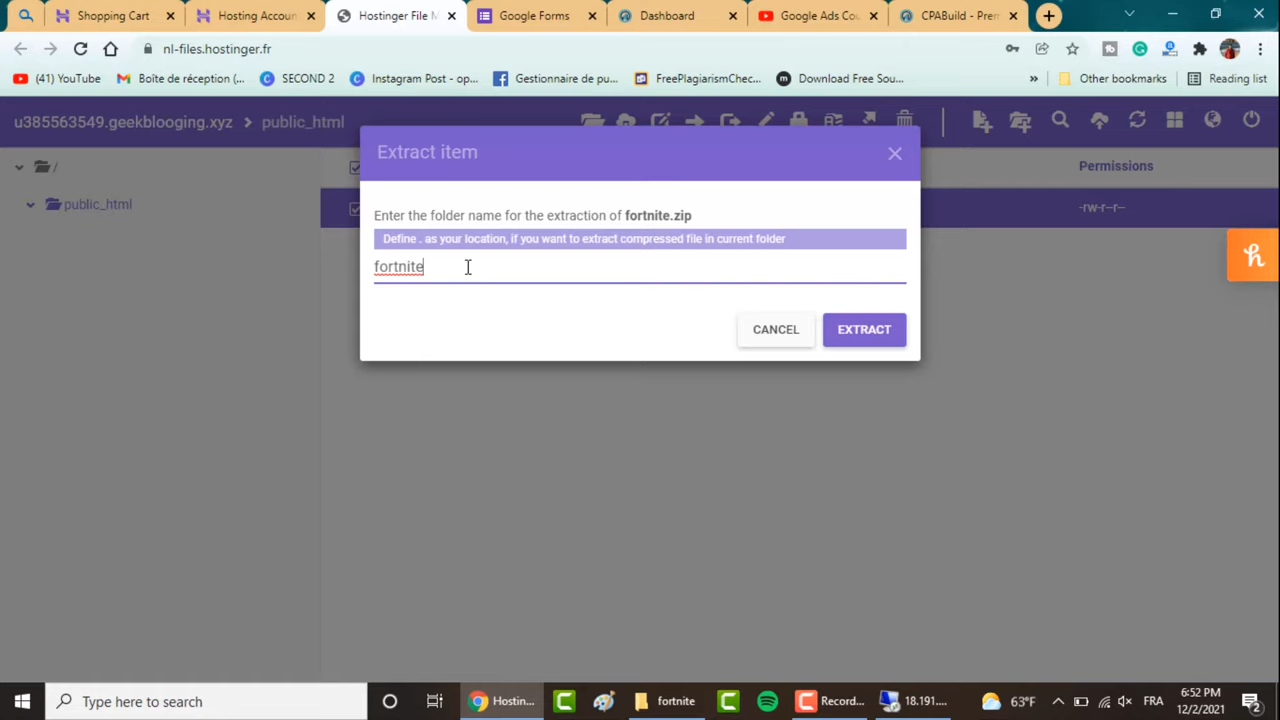 Shopping Cart
Hosting Accoun
Hostinger File M
Google Forms
Dashboard
Google Ads Cou
CPABuild - Prem
nl-files.hostinger.fr
(41) YouTube
Boîte de réception (...
SECOND 2
Instagram Post - op...
Gestionnaire de pu...
FreePlagiarismChec...
Download Free Sou...
»
Other bookmarks
Reading list
u385563549.geekblooging.xyz > public_html
/
public_html
Permissions
-rw-r--r--
Extract item
Enter the folder name for the extraction of fortnite.zip
Define . as your location, if you want to extract compressed file in current folder
fortnite
CANCEL
EXTRACT
Type here to search
Hostin...
fortnite
Record...
18.191....
63°F
FRA
6:52 PM
12/2/2021
2